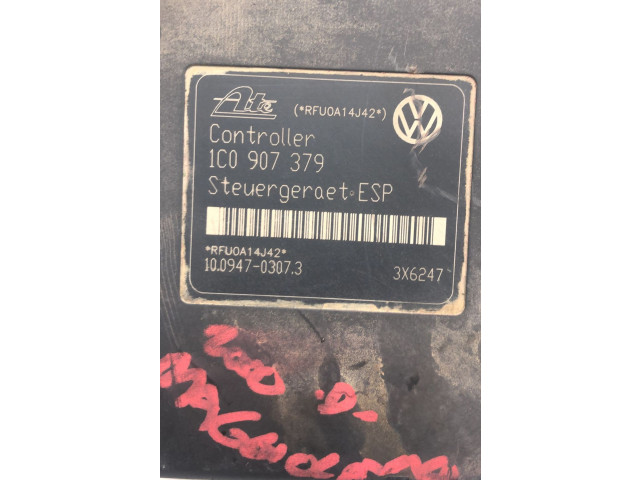 Ate (*RFU0A14J42*)
Controller
1C0 907 379
Steuergeraet ESP
*RFU0A14J42*
10.0947-0307.3 3X6247